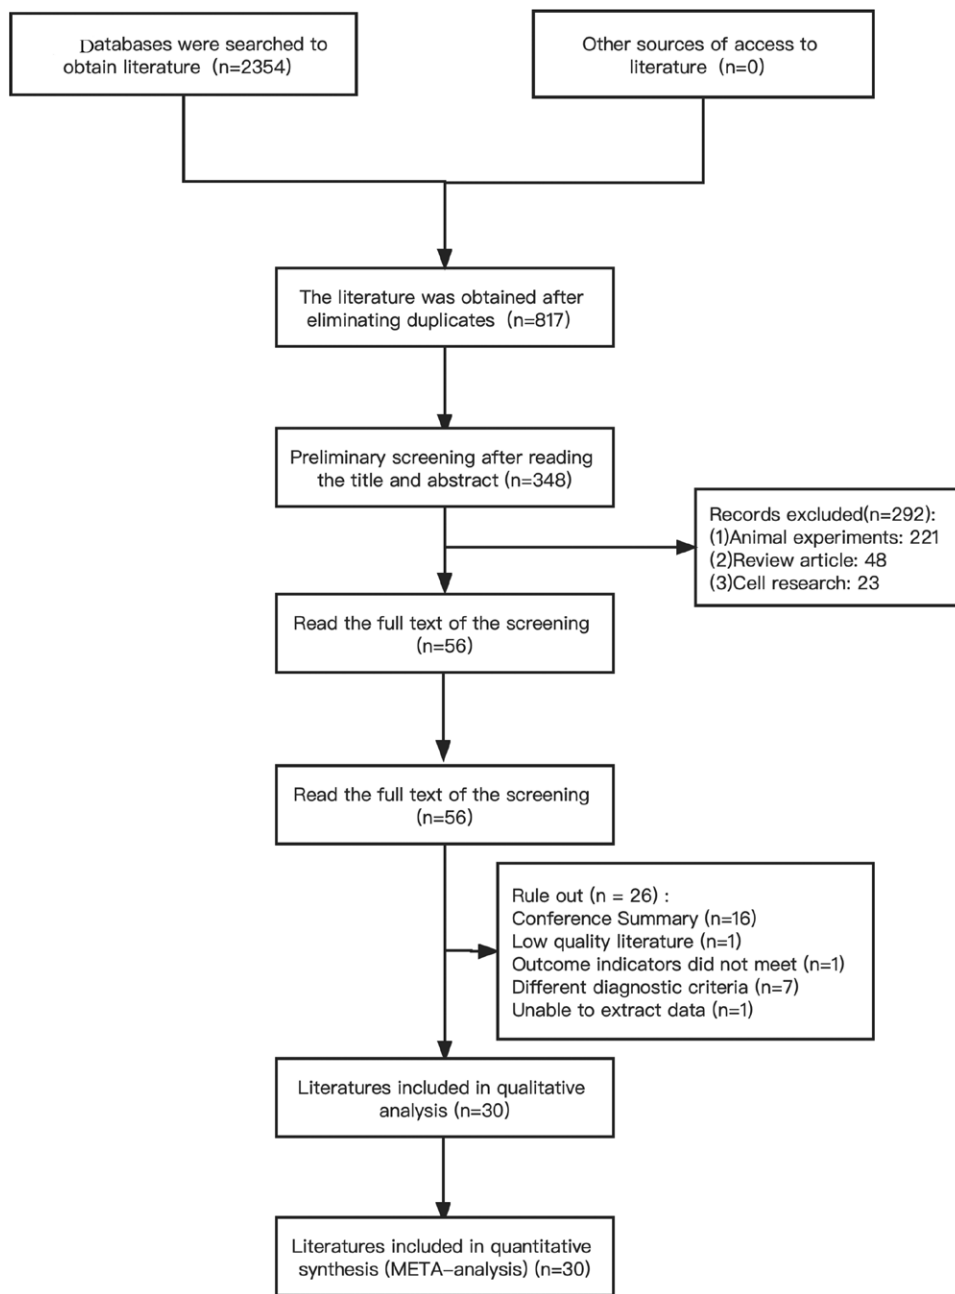 Databases were searched to
obtain literature (n=2354)
Other sources of access to
literature (n=0)
The literature was obtained after
eliminating duplicates (n=817)
Preliminary screening after reading
the title and abstract (n=348)
Records excluded(n=292):
(1)Animal experiments: 221
(2)Review article: 48
(3)Cell research: 23
Read the full text of the screening
(n=56)
Read the full text of the screening
(n=56)
Rule out (n = 26) :
Conference Summary (n=16)
Low quality literature (n=1)
Outcome indicators did not meet (n=1)
Different diagnostic criteria (n=7)
Unable to extract data (n=1)
Literatures included in qualitative
analysis (n=30)
Literatures included in quantitative
synthesis (META-analysis) (n=30)